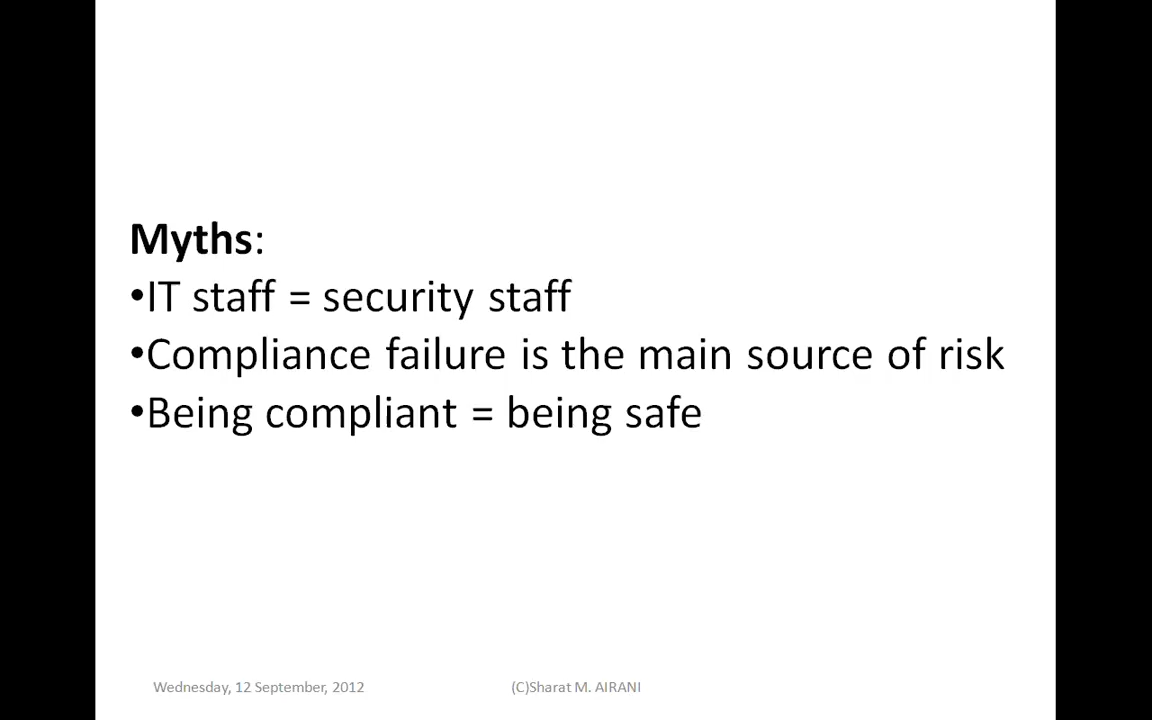 Myths:
•IT staff = security staff
•Compliance failure is the main source of risk
•Being compliant = being safe
Wednesday, 12 September, 2012 (C)Sharat M. AIRANI